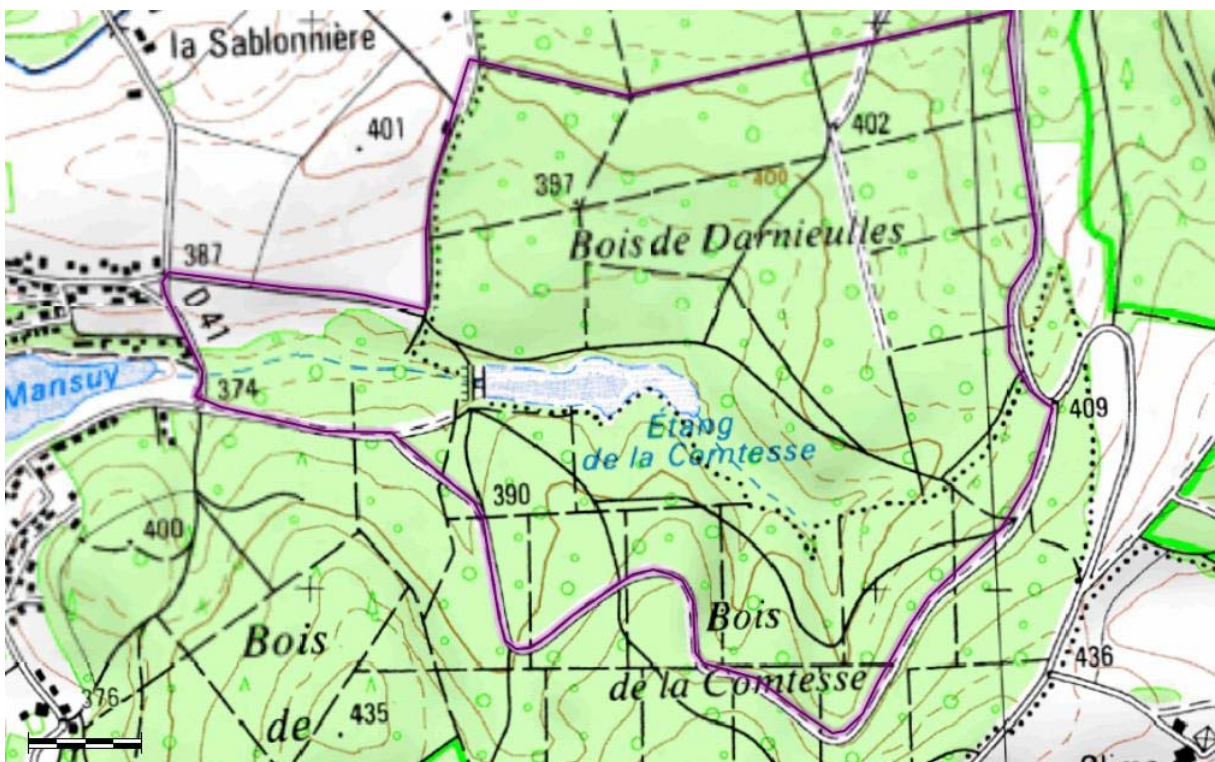 la Sablonnière
401
402
397
400
Bois de Darnieulles
387
D 41
Mansuy
374
409
Étang
de la Comtesse
390
400
Bois
Bois
de la Comtesse
436
376
de
435